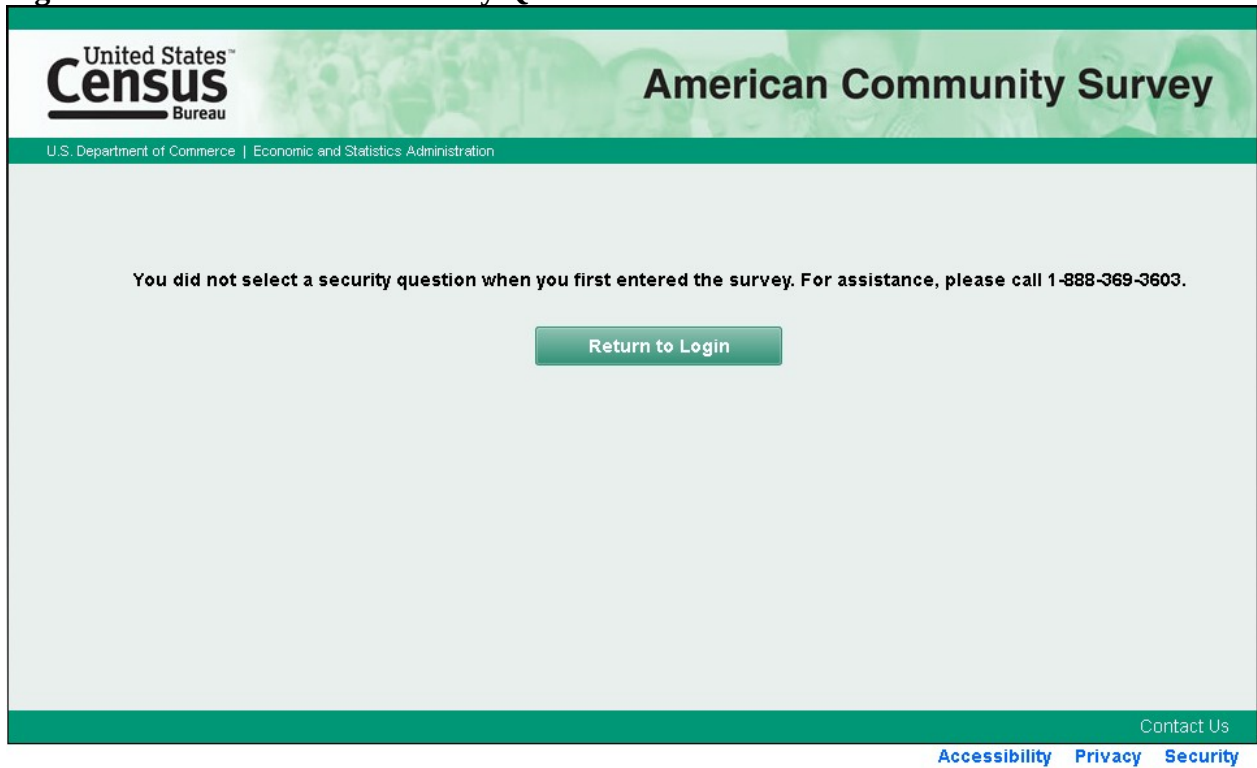 United States™
Census
Bureau
American Community Survey
U.S. Department of Commerce | Economic and Statistics Administration
You did not select a security question when you first entered the survey. For assistance, please call 1-888-369-3603.
Return to Login
Contact Us
Accessibility Privacy Security